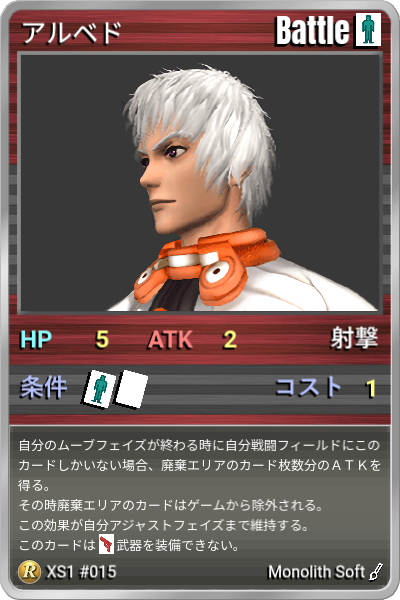 アルベド Battle
HP 5 ATK 2 射撃
条件 コスト 1
自分のムーブフェイズが終わる時に自分戦闘フィールドにこの
カードしかいない場合、廃棄エリアのカード枚数分のＡＴＫを
得る。
その時廃棄エリアのカードはゲームから除外される。
この効果が自分アジャストフェイズまで維持する。
このカードは武器を装備できない。
R XS1 #015 Monolith Soft